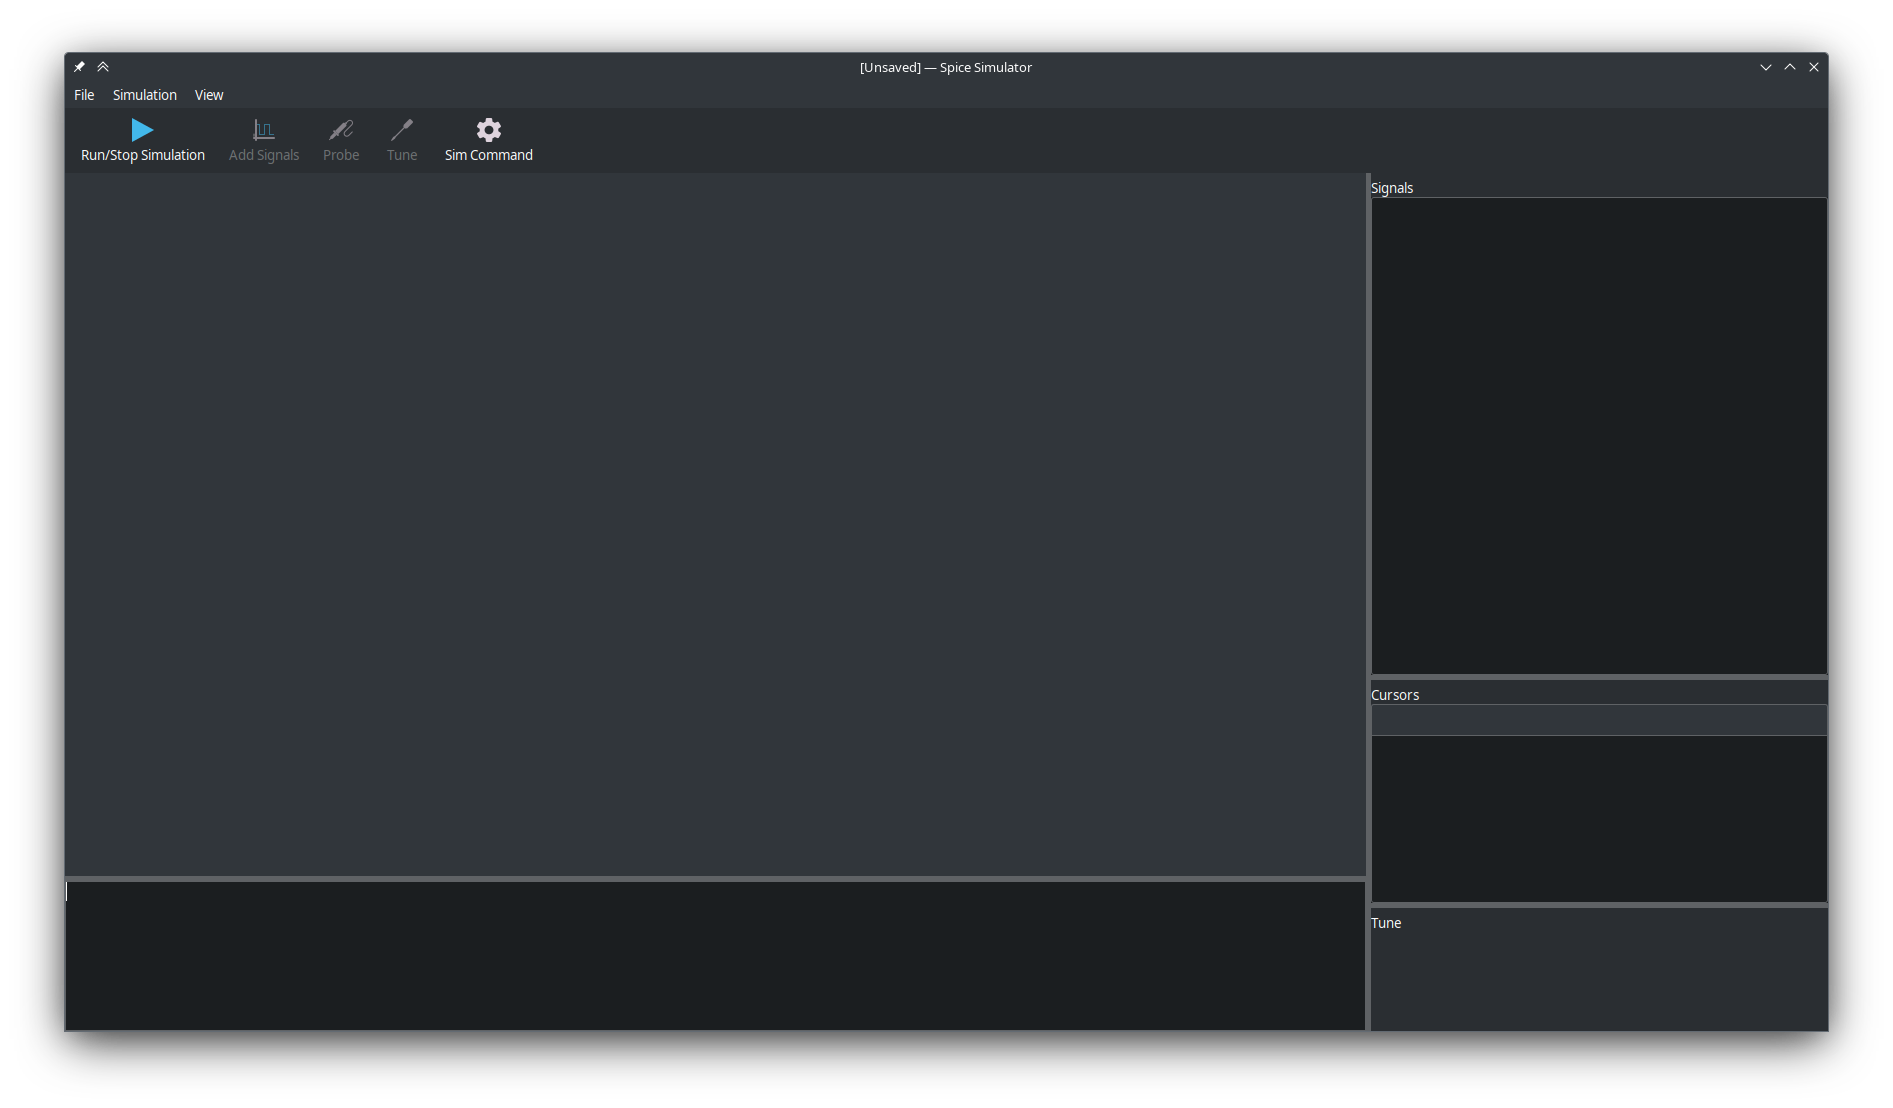 [Unsaved] — Spice Simulator
File Simulation View
Run/Stop Simulation Add Signals Probe Tune Sim Command
Signals
Cursors
Tune